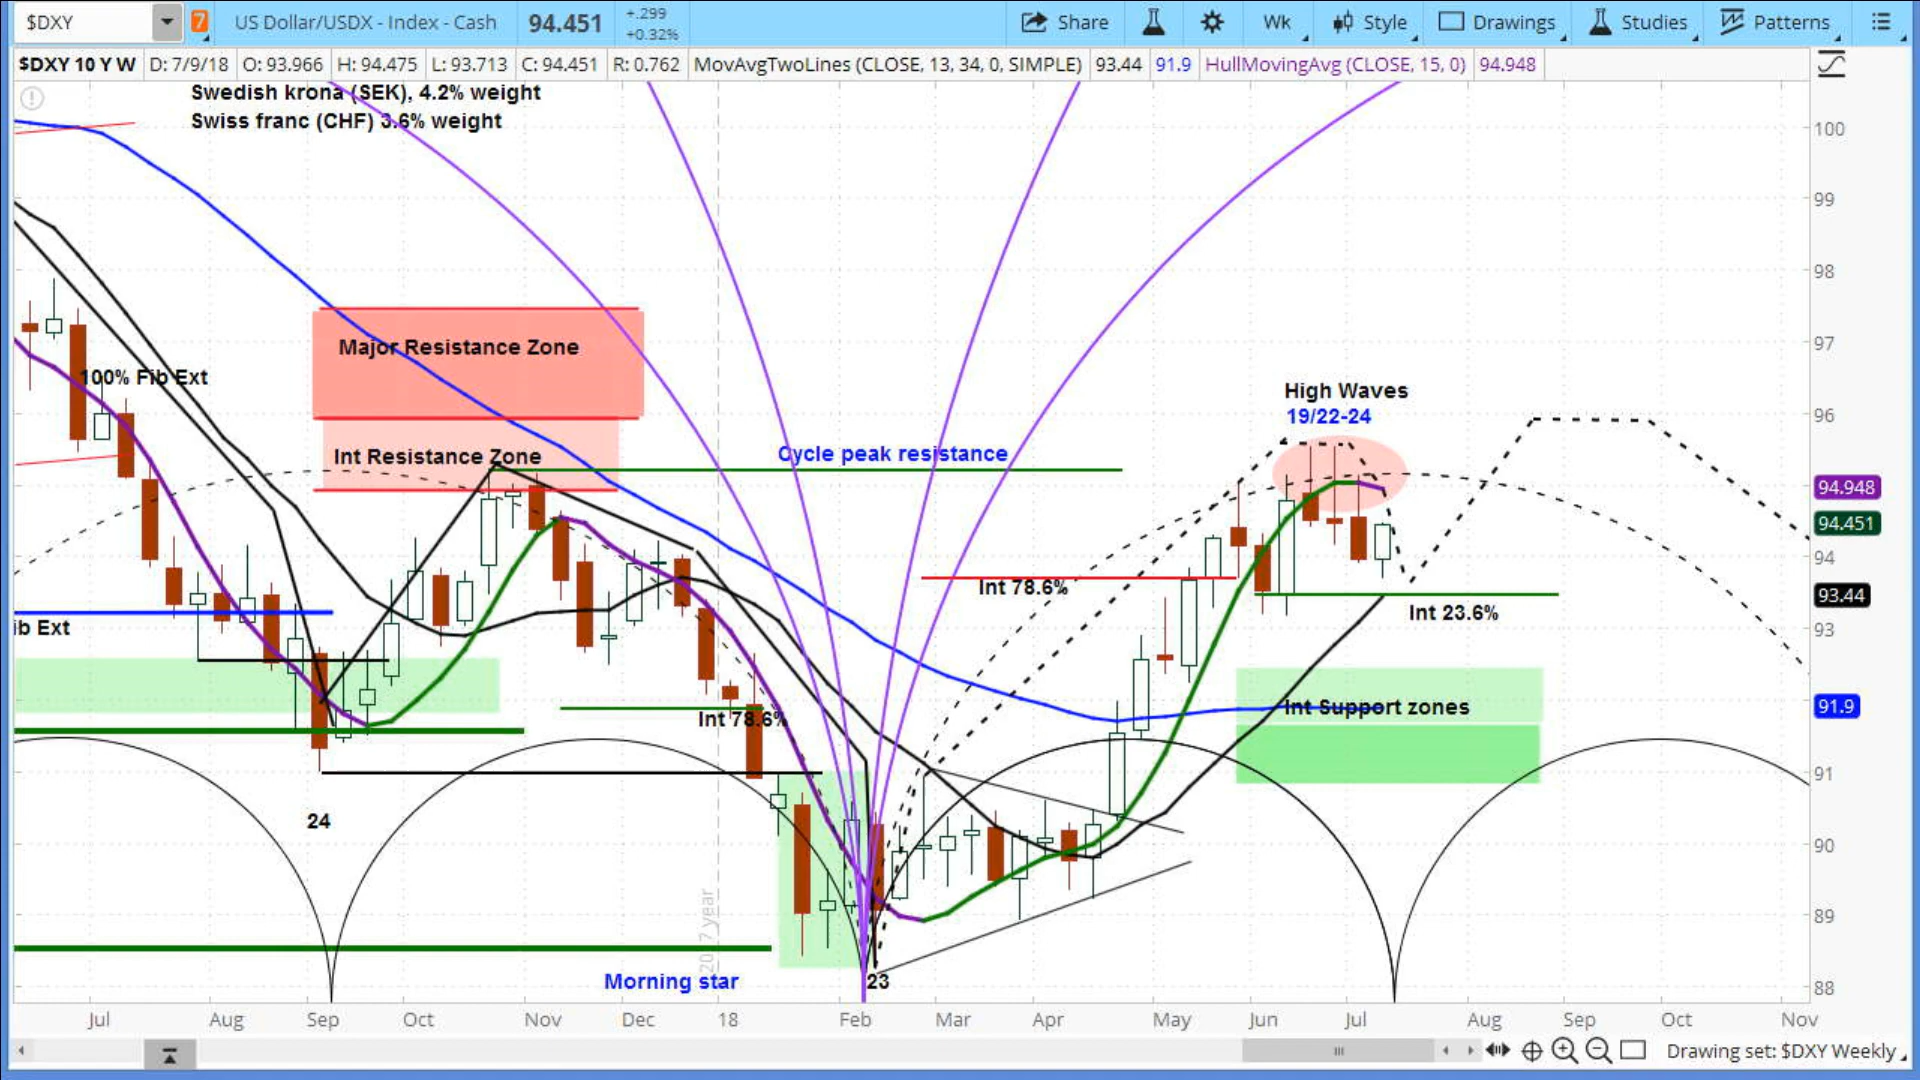 $DXY
7
US Dollar/USDX - Index - Cash
94.451
+.299
+0.32%
Share
Wk
Style
Drawings
Studies
Patterns
$DXY 10 Y W
D: 7/9/18
O: 93.966
H: 94.475
L: 93.713
C: 94.451
R: 0.762
MovAvgTwoLines (CLOSE, 13, 34, 0, SIMPLE)
93.44
91.9
HullMovingAvg (CLOSE, 15, 0)
94.948
Swedish krona (SEK), 4.2% weight
Swiss franc (CHF) 3.6% weight
100
99
98
97
96
94.948
94.451
94
93.44
93
91.9
91
90
89
88
Major Resistance Zone
100% Fib Ext
High Waves
19/22-24
Int Resistance Zone
Cycle peak resistance
Int 78.6%
Int 23.6%
ib Ext
Int Support zones
Int 78.6%
24
2017 year
Morning star
23
Jul
Aug
Sep
Oct
Nov
Dec
18
Feb
Mar
Apr
May
Jun
Jul
Aug
Sep
Oct
Nov
Drawing set: $DXY Weekly